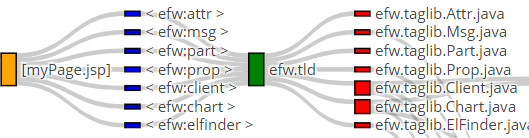 < efw:attr >
efw.taglib.Attr.java
< efw:msg >
efw.taglib.Msg.java
< efw:part >
efw.taglib.Part.java
[myPage.jsp]
< efw:prop >
efw.tld
efw.taglib.Prop.java
< efw:client >
efw.taglib.Client.java
< efw:chart >
efw.taglib.Chart.java
< efw:elfinder >
efw.taglib.ElFinder.java